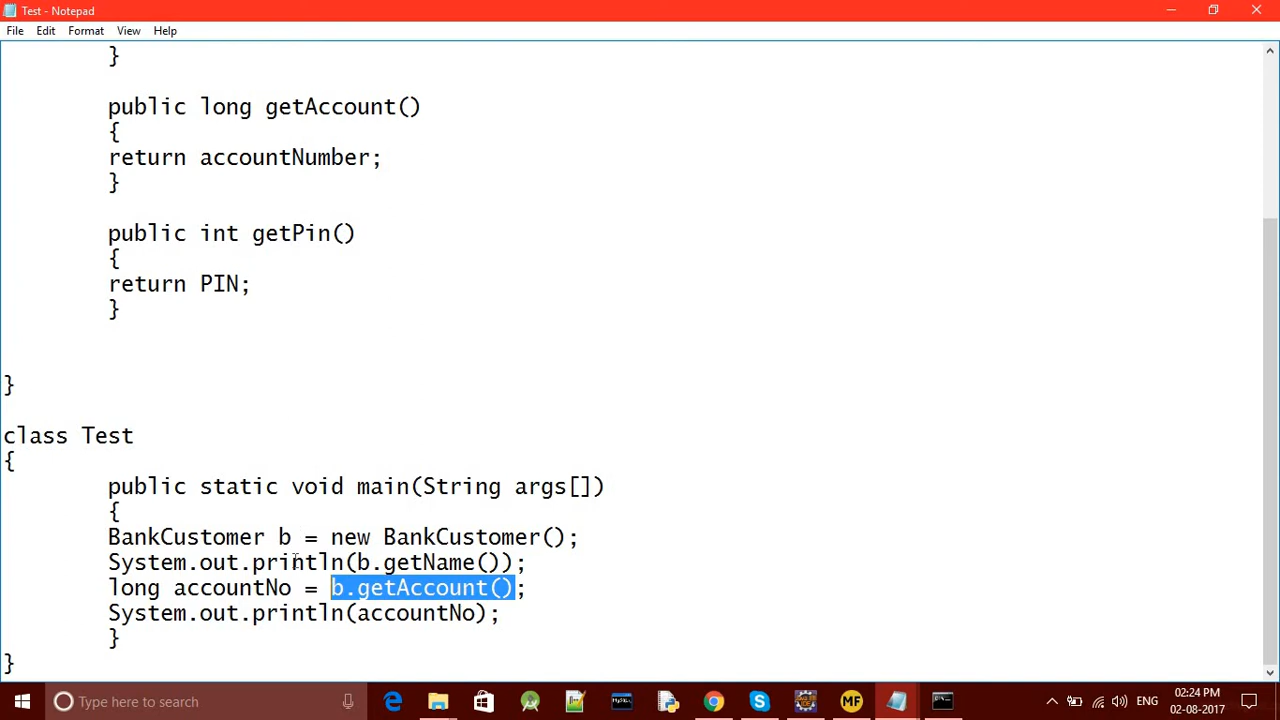 Test - Notepad
File Edit Format View Help
}
public long getAccount()
{
return accountNumber;
}
public int getPin()
{
return PIN;
}
}
class Test
{
public static void main(String args[])
{
BankCustomer b = new BankCustomer();
System.out.println(b.getName());
long accountNo = b.getAccount();
System.out.println(accountNo);
}
}
Type here to search
ENG
02:24 PM
02-08-2017